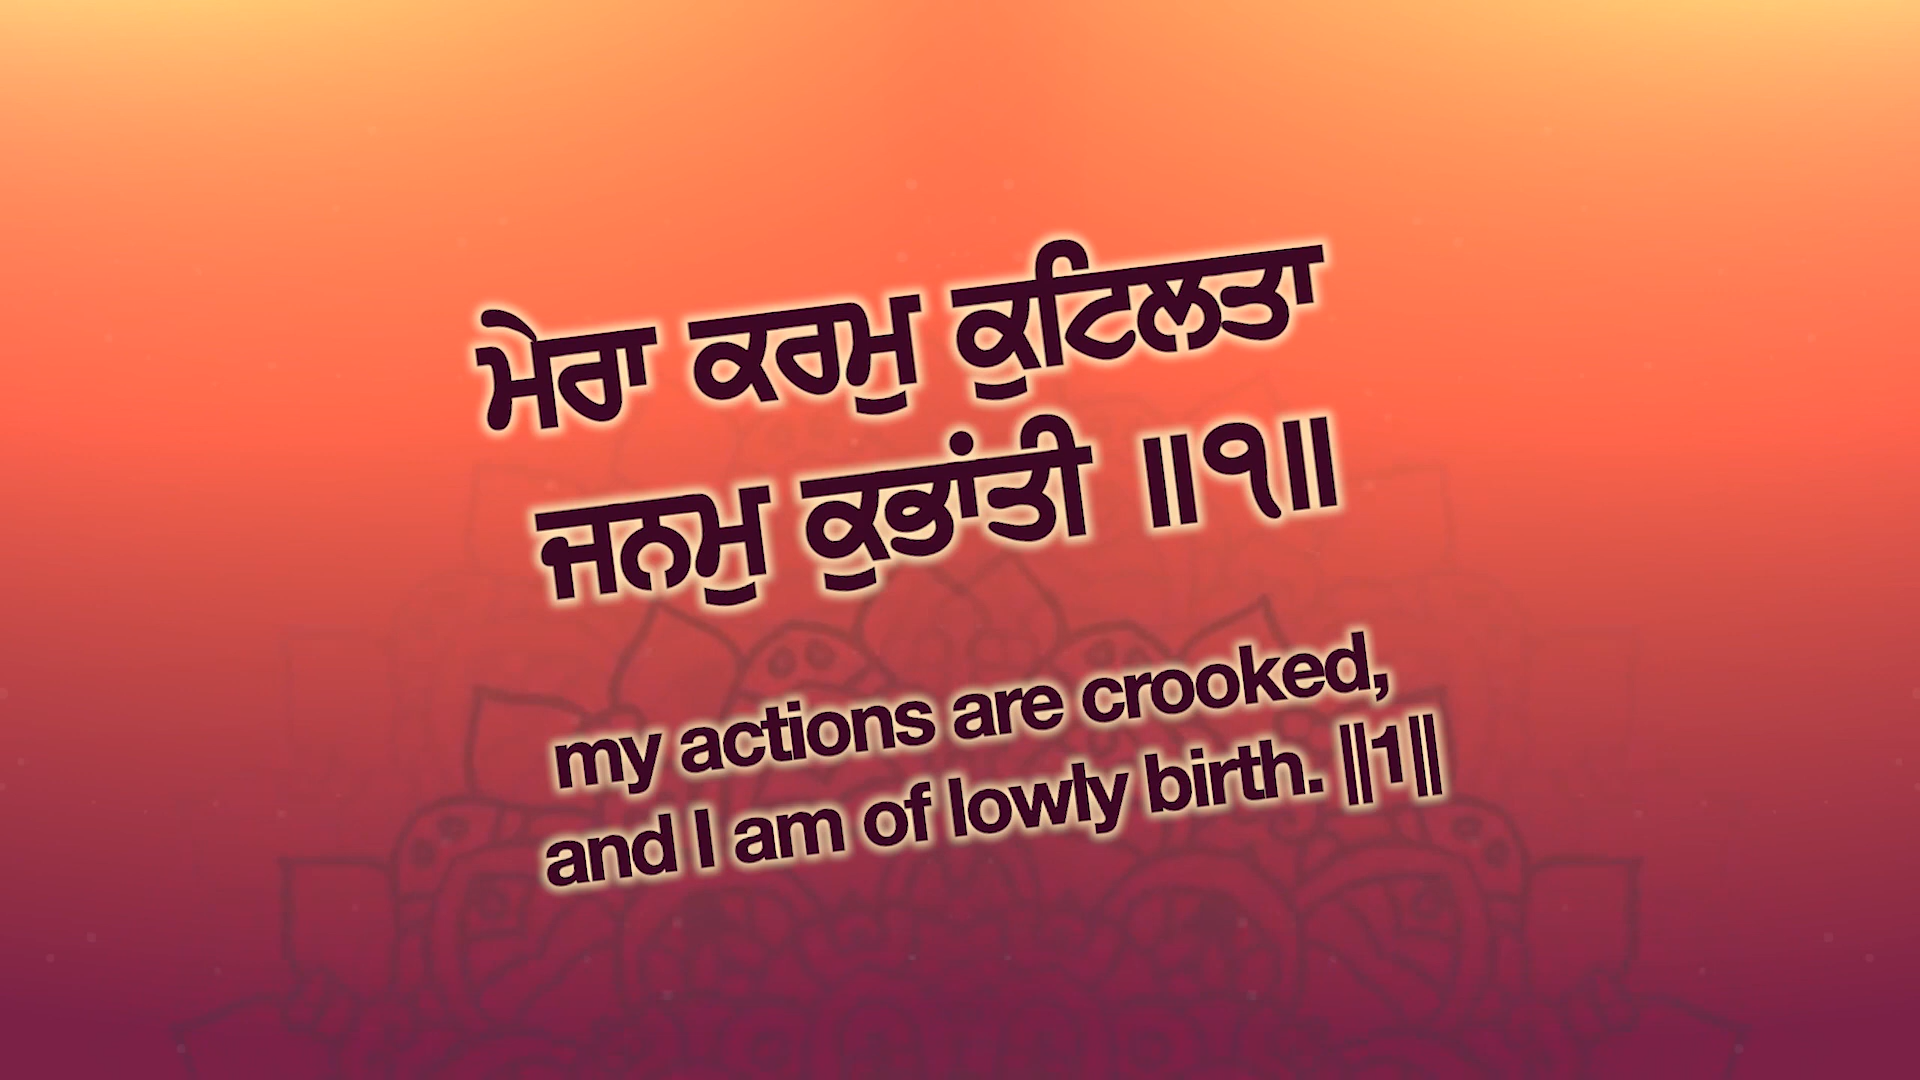 ਮੇਰਾ ਕਰਮੁ ਕੁਟਿਲਤਾ
ਜਨਮੁ ਕੁਭਾਂਤੀ ॥੧॥
my actions are crooked,
and I am of lowly birth. ||1||